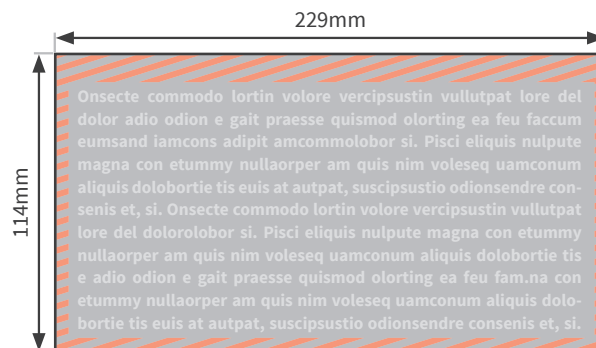 229mm
114mm
Onsecte commodo lortin volore vercipsustin vullutpat lore del
dolor adio odion e gait praesse quismod olorting ea feu faccum
eumsand iamcons adipit amcommolobor si. Pisci eliquis nulpute
magna con etummy nullaorper am quis nim voleseq uamconum
aliquis dolobortie tis euis at autpat, suscipsustio odionsendre con-
senis et, si. Onsecte commodo lortin volore vercipsustin vullutpat
lore del dolorolobor si. Pisci eliquis nulpute magna con etummy
nullaorper am quis nim voleseq uamconum aliquis dolobortie tis
e adio odion e gait praesse quismod olorting ea feu fam.na con
etummy nullaorper am quis nim voleseq uamconum aliquis dolo-
bortie tis euis at autpat, suscipsustio odionsendre consenis et, si.